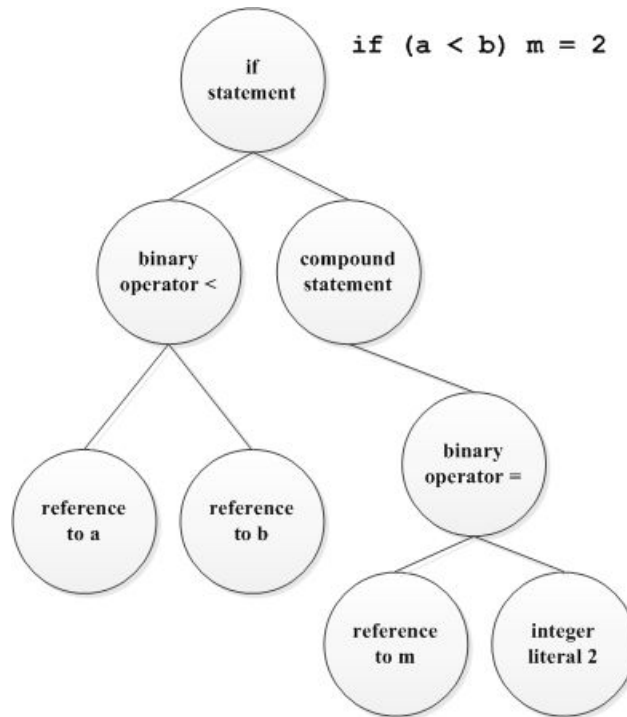 if (a < b) m = 2
if
statement
binary
operator <
compound
statement
binary
operator =
reference
to a
reference
to b
reference
to m
integer
literal 2